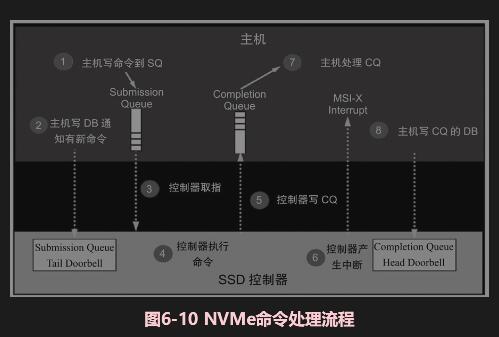 主机
1
主机写命令到 SQ
7
主机处理 CQ
Submission
Queue
Completion
Queue
MSI-X
Interrupt
2
主机写 DB 通
知有新命令
8
主机写 CQ 的 DB
3
控制器取指
5
控制器写 CQ
Submission Queue
Tail Doorbell
4
控制器执行
命令
6
控制器产
生中断
Completion Queue
Head Doorbell
SSD 控制器
图6-10 NVMe命令处理流程